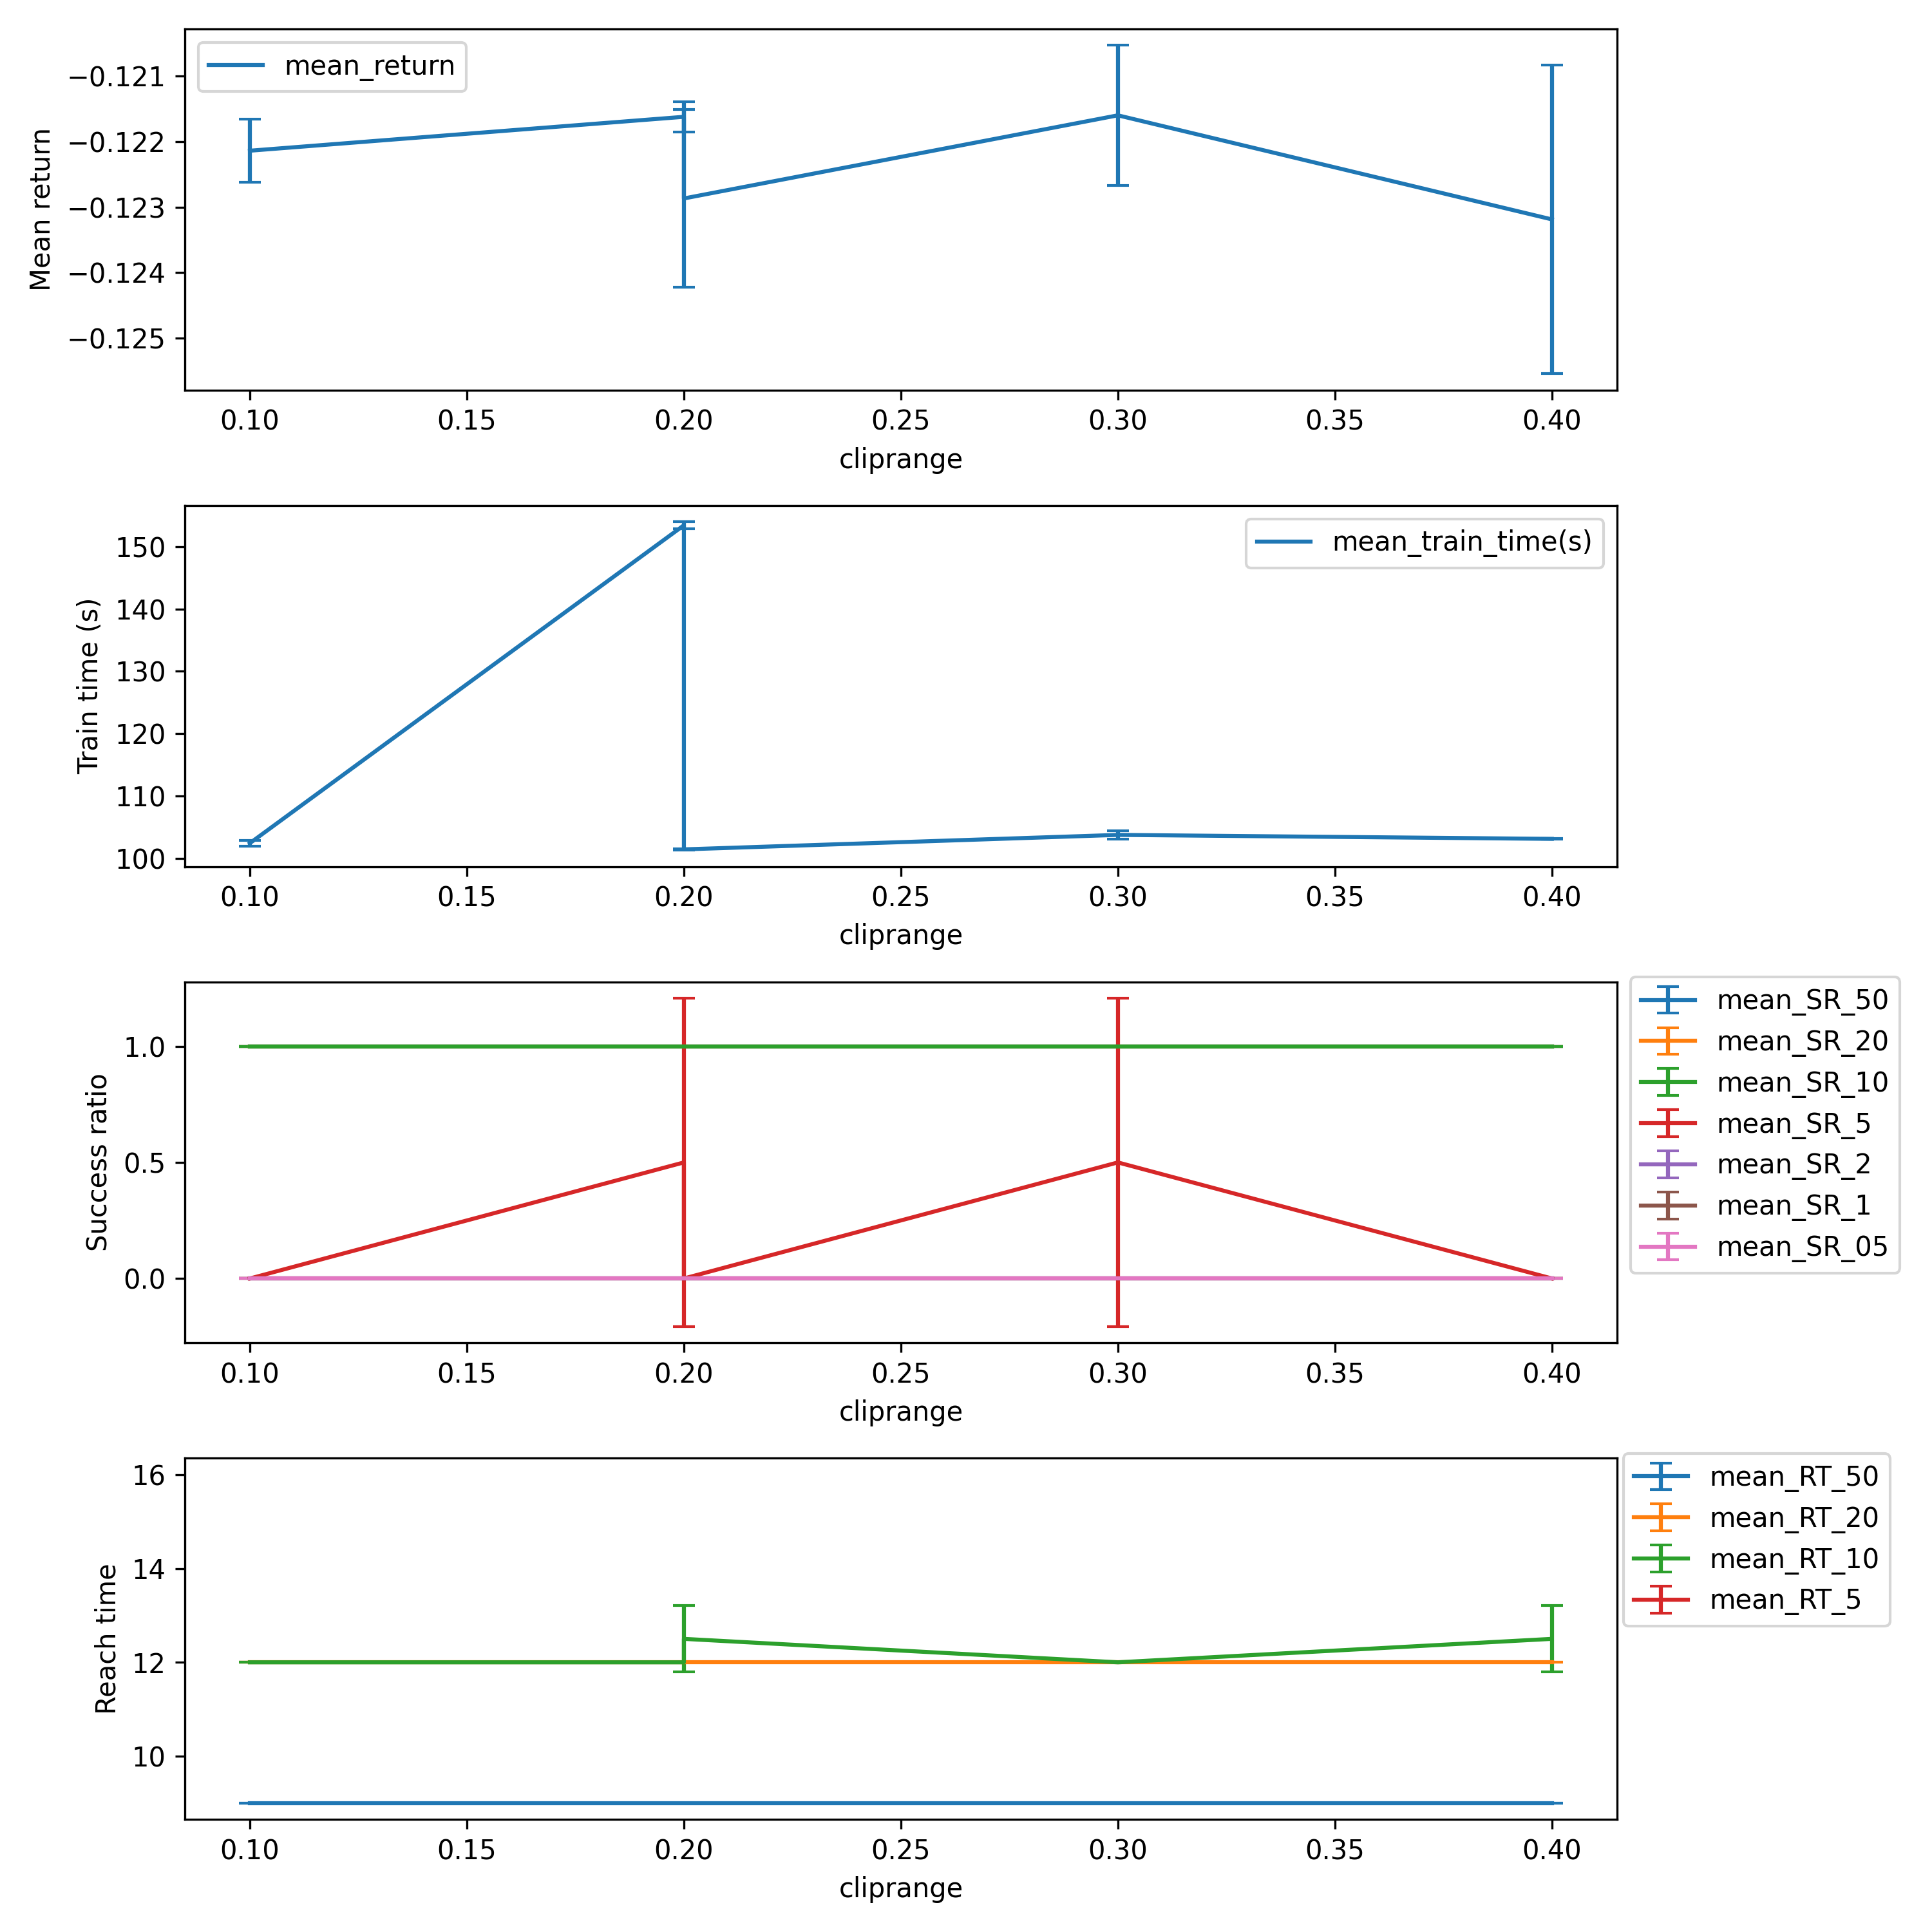 mean_return
−0.121
−0.122
−0.123
−0.124
−0.125
Mean return
0.10 0.15 0.20 0.25 0.30 0.35 0.40
cliprange
mean_train_time(s)
150
140
130
120
110
100
Train time (s)
0.10 0.15 0.20 0.25 0.30 0.35 0.40
cliprange
1.0
0.5
0.0
Success ratio
mean_SR_50
mean_SR_20
mean_SR_10
mean_SR_5
mean_SR_2
mean_SR_1
mean_SR_05
0.10 0.15 0.20 0.25 0.30 0.35 0.40
cliprange
16
14
12
10
Reach time
mean_RT_50
mean_RT_20
mean_RT_10
mean_RT_5
0.10 0.15 0.20 0.25 0.30 0.35 0.40
cliprange